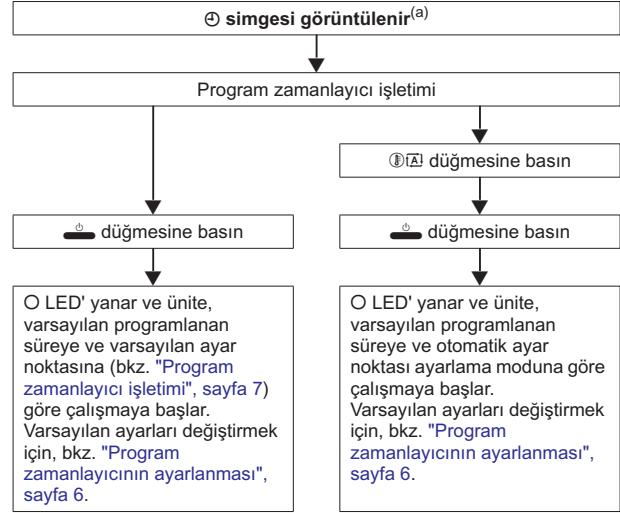 simgesi görüntülenir(a)
Program zamanlayıcı işletimi
düğmesine basın
düğmesine basın
düğmesine basın
LED' yanar ve ünite,
varsayılan programlanan
süreye ve varsayılan ayar
noktasına (bkz. "Program
zamanlayıcı işletimi", sayfa 7)
göre çalışmaya başlar.
Varsayılan ayarları değiştirmek
için, bkz. "Program
zamanlayıcının ayarlanması",
sayfa 6.
LED' yanar ve ünite,
varsayılan programlanan
süreye ve otomatik ayar
noktası ayarlama moduna göre
çalışmaya başlar.
Varsayılan ayarları değiştirmek
için, bkz. "Program
zamanlayıcının ayarlanması",
sayfa 6.